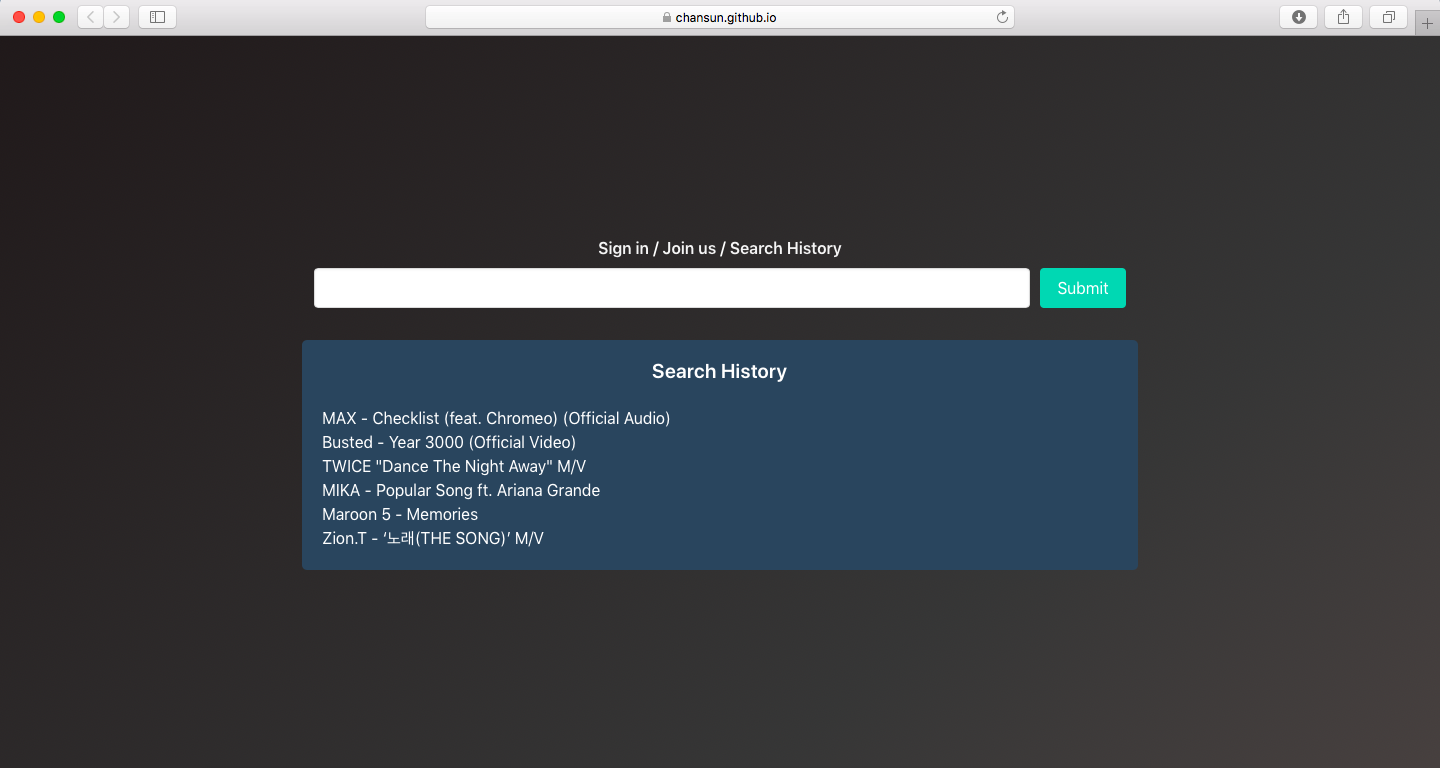 chansun.github.io
Sign in / Join us / Search History
Submit
Search History
MAX - Checklist (feat. Chromeo) (Official Audio)
Busted - Year 3000 (Official Video)
TWICE "Dance The Night Away" M/V
MIKA - Popular Song ft. Ariana Grande
Maroon 5 - Memories
Zion.T - ‘노래(THE SONG)’ M/V